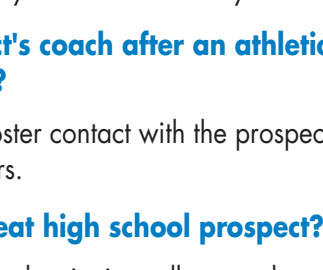 ct's coach after an athletic
?
oster contact with the prospec
rs.
eat high school prospect?